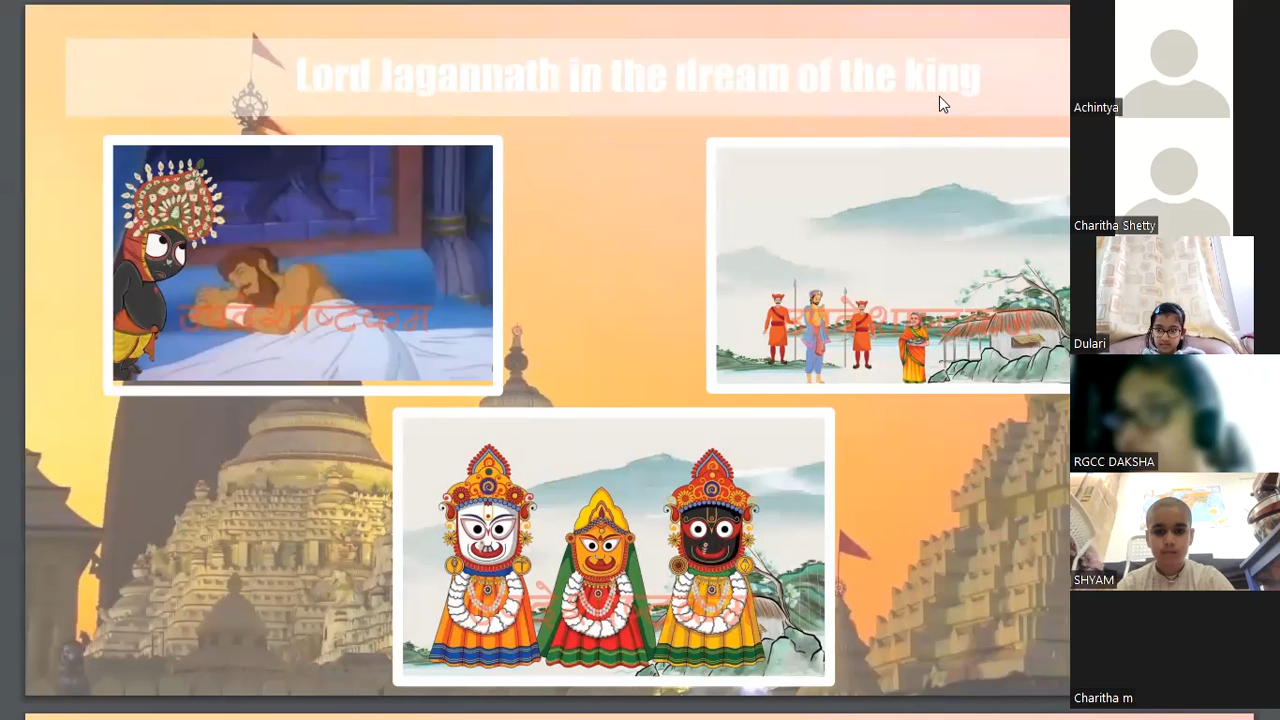 Lord Jagannath in the dream of the king
Achintya
Charitha Shetty
Dulari
RGCC DAKSHA
SHYAM
Charitha m